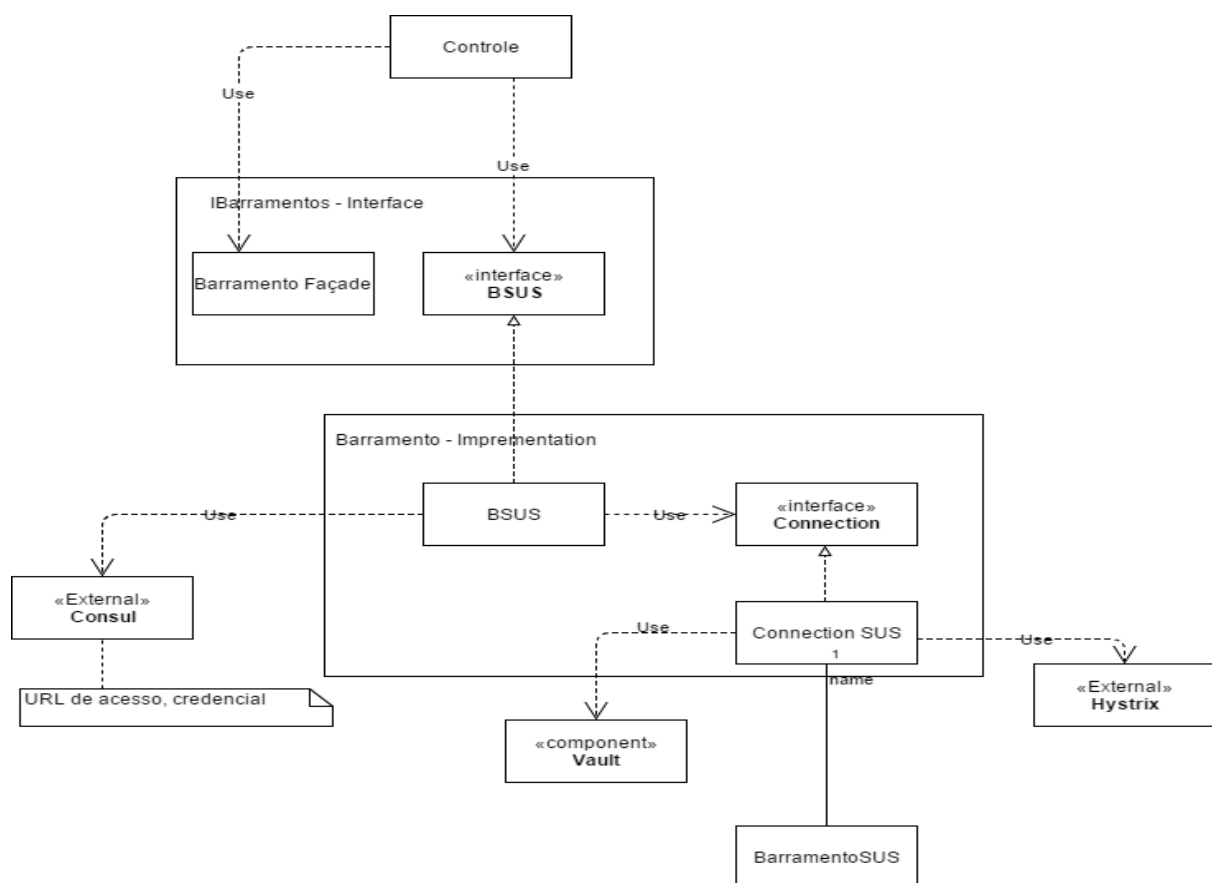 Controle
Use
Use
IBarramentos - Interface
Barramento Façade
«interface»
BSUS
Barramento - Imprementation
Use
BSUS
Use
«interface»
Connection
«External»
Consul
Use
Connection SUS
Use
1
name
URL de acesso, credencial
«External»
Hystrix
«component»
Vault
BarramentoSUS